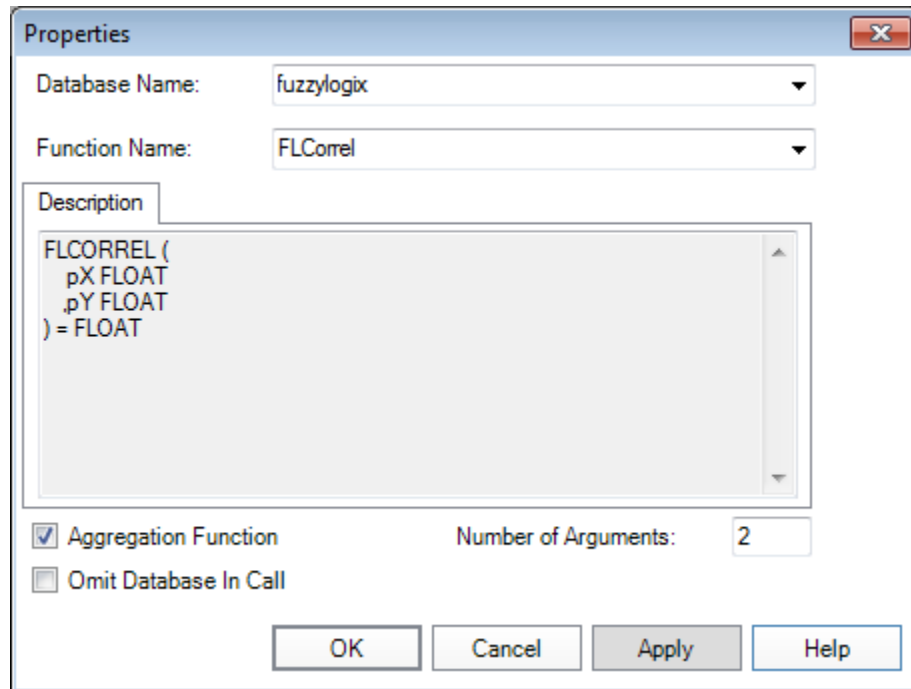 Properties
Database Name: fuzzylogix
Function Name: FLCorrel
Description
FLCORREL (
pX FLOAT
,pY FLOAT
) = FLOAT
Aggregation Function Number of Arguments: 2
Omit Database In Call
OK Cancel Apply Help